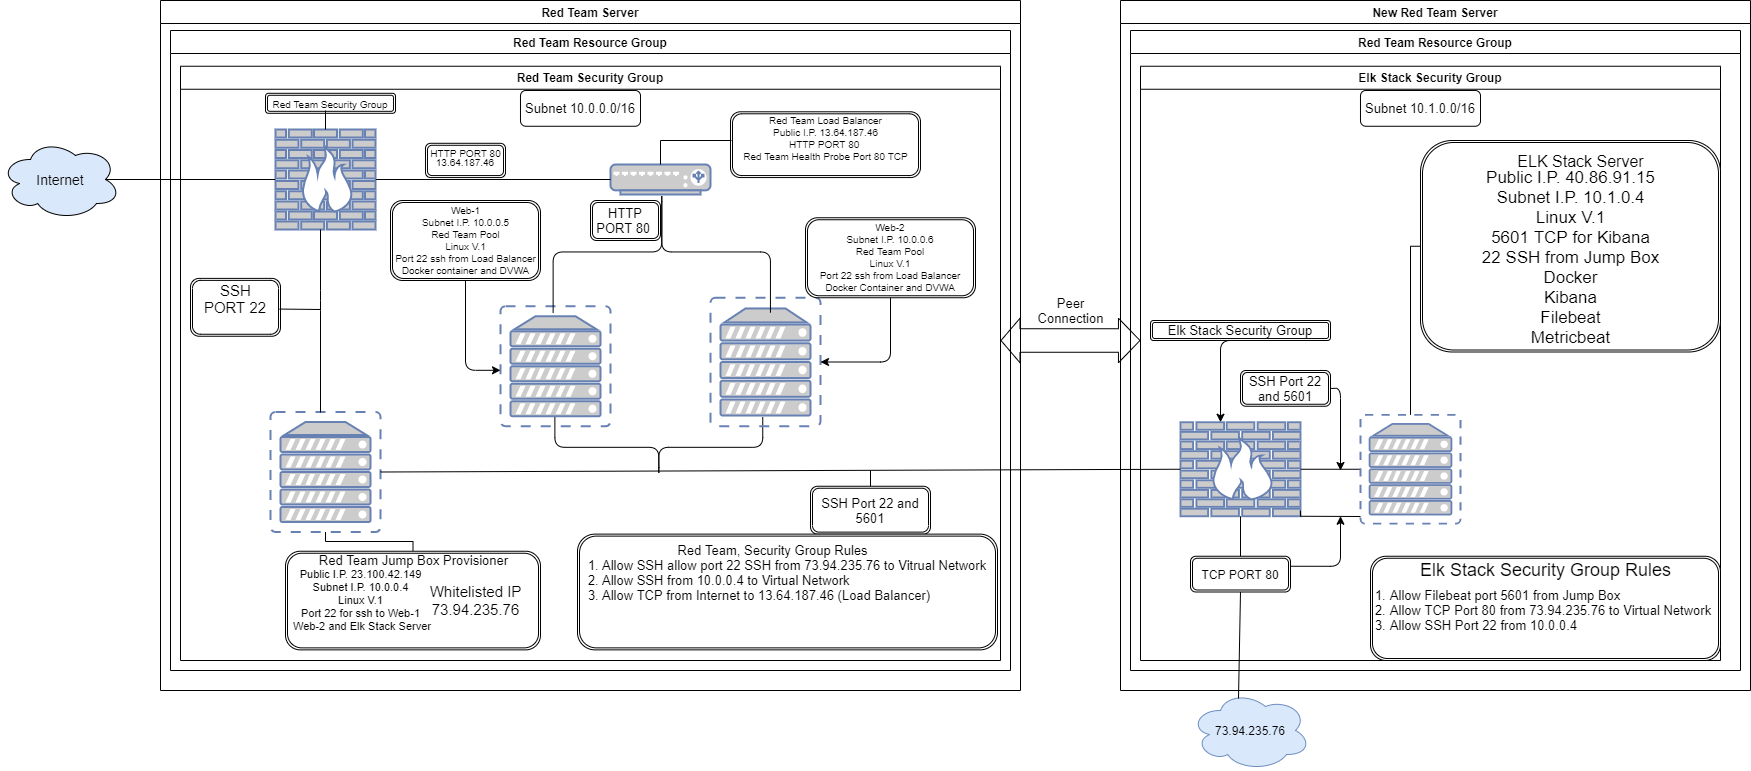 Red Team Server
Red Team Resource Group
Red Team Security Group
Subnet 10.0.0.0/16
Red Team Security Group
Internet
HTTP PORT 80
13.64.187.46
Red Team Load Balancer
Public I.P. 13.64.187.46
HTTP PORT 80
Red Team Health Probe Port 80 TCP
HTTP
PORT 80
Web-1
Subnet I.P. 10.0.0.5
Red Team Pool
Linux V.1
Port 22 ssh from Load Balancer
Docker container and DVWA
Web-2
Subnet I.P. 10.0.0.6
Red Team Pool
Linux V.1
Port 22 ssh from Load Balancer
Docker Container and DVWA
SSH
PORT 22
SSH Port 22 and
5601
Red Team Jump Box Provisioner
Public I.P. 23.100.42.149
Subnet I.P. 10.0.0.4
Linux V.1
Port 22 for ssh to Web-1
Web-2 and Elk Stack Server
Whitelisted IP
73.94.235.76
Red Team, Security Group Rules
1. Allow SSH allow port 22 SSH from 73.94.235.76 to Vitrual Network
2. Allow SSH from 10.0.0.4 to Virtual Network
3. Allow TCP from Internet to 13.64.187.46 (Load Balancer)
Peer
Connection
New Red Team Server
Red Team Resource Group
Elk Stack Security Group
Subnet 10.1.0.0/16
ELK Stack Server
Public I.P. 40.86.91.15
Subnet I.P. 10.1.0.4
Linux V.1
5601 TCP for Kibana
22 SSH from Jump Box
Docker
Kibana
Filebeat
Metricbeat
Elk Stack Security Group
SSH Port 22
and 5601
TCP PORT 80
Elk Stack Security Group Rules
1. Allow Filebeat port 5601 from Jump Box
2. Allow TCP Port 80 from 73.94.235.76 to Virtual Network
3. Allow SSH Port 22 from 10.0.0.4
73.94.235.76